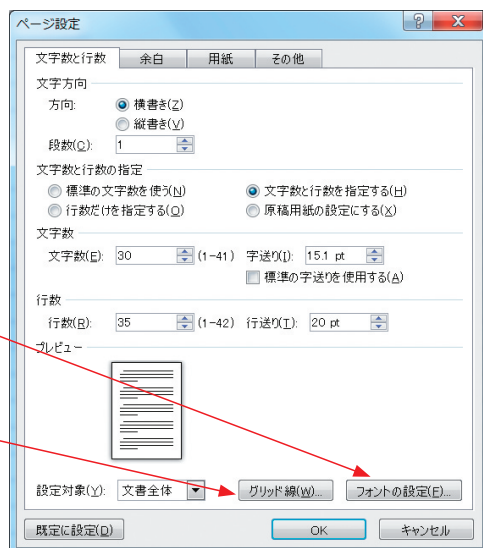 ページ設定
文字数と行数 余白 用紙 その他
文字方向
方向: 横書き(Z)
縦書き(V)
段数(C): 1
文字数と行数の指定
標準の文字数を使う(N) 文字数と行数を指定する(H)
行数だけを指定する(O) 原稿用紙の設定にする(X)
文字数
文字数(E): 30 (1-41) 字送り(I): 15.1 pt
標準の字送りを使用する(A)
行数
行数(R): 35 (1-42) 行送り(T): 20 pt
プレビュー
設定対象(Y): 文書全体 グリッド線(W)... フォントの設定(F)...
既定に設定(D) OK キャンセル